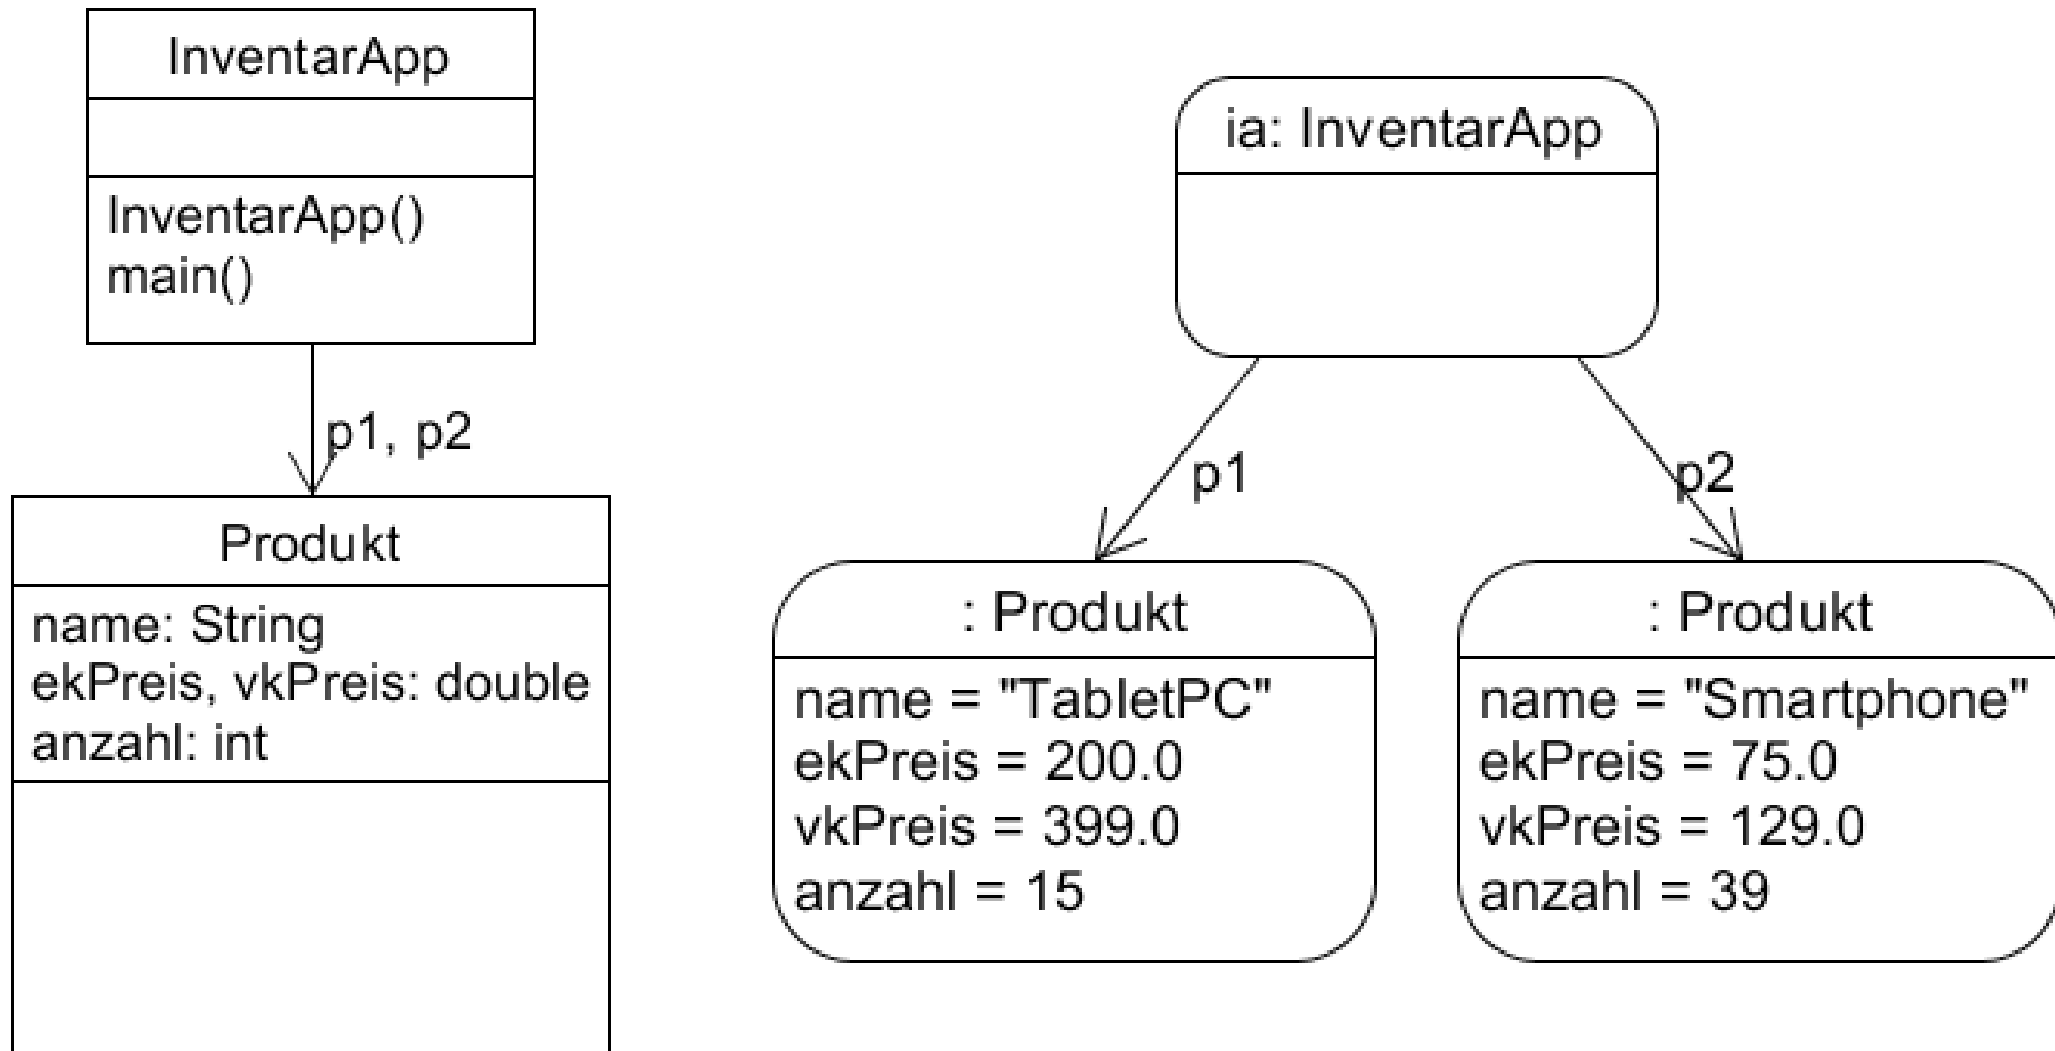 InventarApp
InventarApp()
main()
p1, p2
Produkt
name: String
ekPreis, vkPreis: double
anzahl: int
ia: InventarApp
p1
p2
: Produkt
name = "TabletPC"
ekPreis = 200.0
vkPreis = 399.0
anzahl = 15
: Produkt
name = "Smartphone"
ekPreis = 75.0
vkPreis = 129.0
anzahl = 39